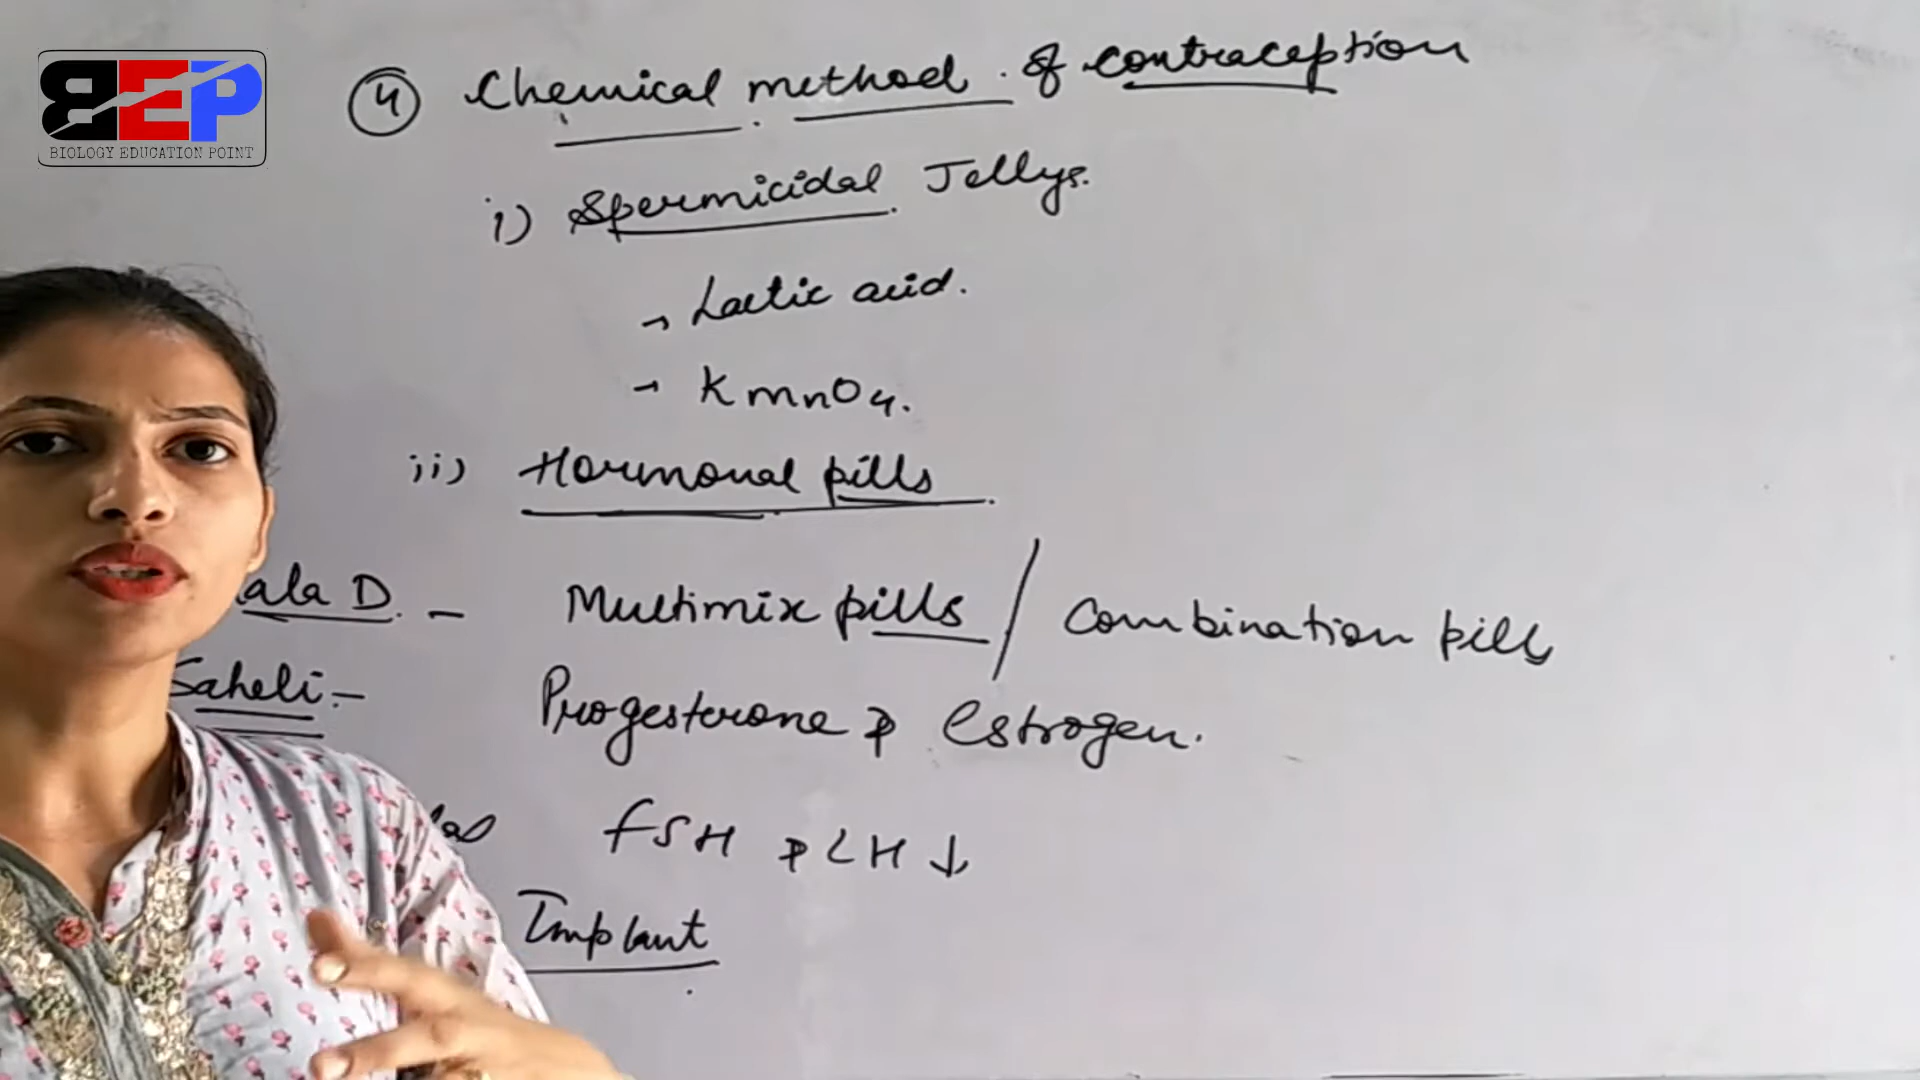 BEP
BIOLOGY EDUCATION POINT
4 Chemical method of contraception
i) Spermicidal Jellys.
→ Lactic acid.
→ KmnO4.
ii) Hormonal pills
ala D. - Multimix pills / Combination pills
Saheli :- Progesterone & Estrogen.
FSH & LH ↓
Implant